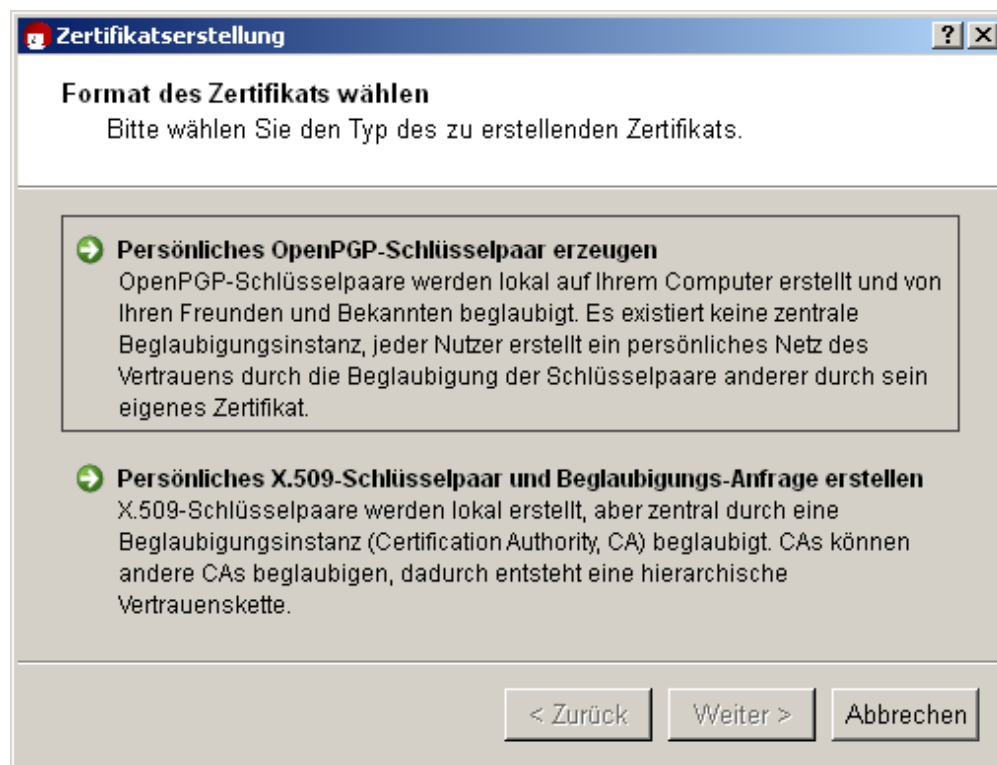 Zertifikatserstellung
Format des Zertifikats wählen
Bitte wählen Sie den Typ des zu erstellenden Zertifikats.
Persönliches OpenPGP-Schlüsselpaar erzeugen
OpenPGP-Schlüsselpaare werden lokal auf Ihrem Computer erstellt und von
Ihren Freunden und Bekannten beglaubigt. Es existiert keine zentrale
Beglaubigungsinstanz, jeder Nutzer erstellt ein persönliches Netz des
Vertrauens durch die Beglaubigung der Schlüsselpaare anderer durch sein
eigenes Zertifikat.
Persönliches X.509-Schlüsselpaar und Beglaubigungs-Anfrage erstellen
X.509-Schlüsselpaare werden lokal erstellt, aber zentral durch eine
Beglaubigungsinstanz (Certification Authority, CA) beglaubigt. CAs können
andere CAs beglaubigen, dadurch entsteht eine hierarchische
Vertrauenskette.
< Zurück
Weiter >
Abbrechen